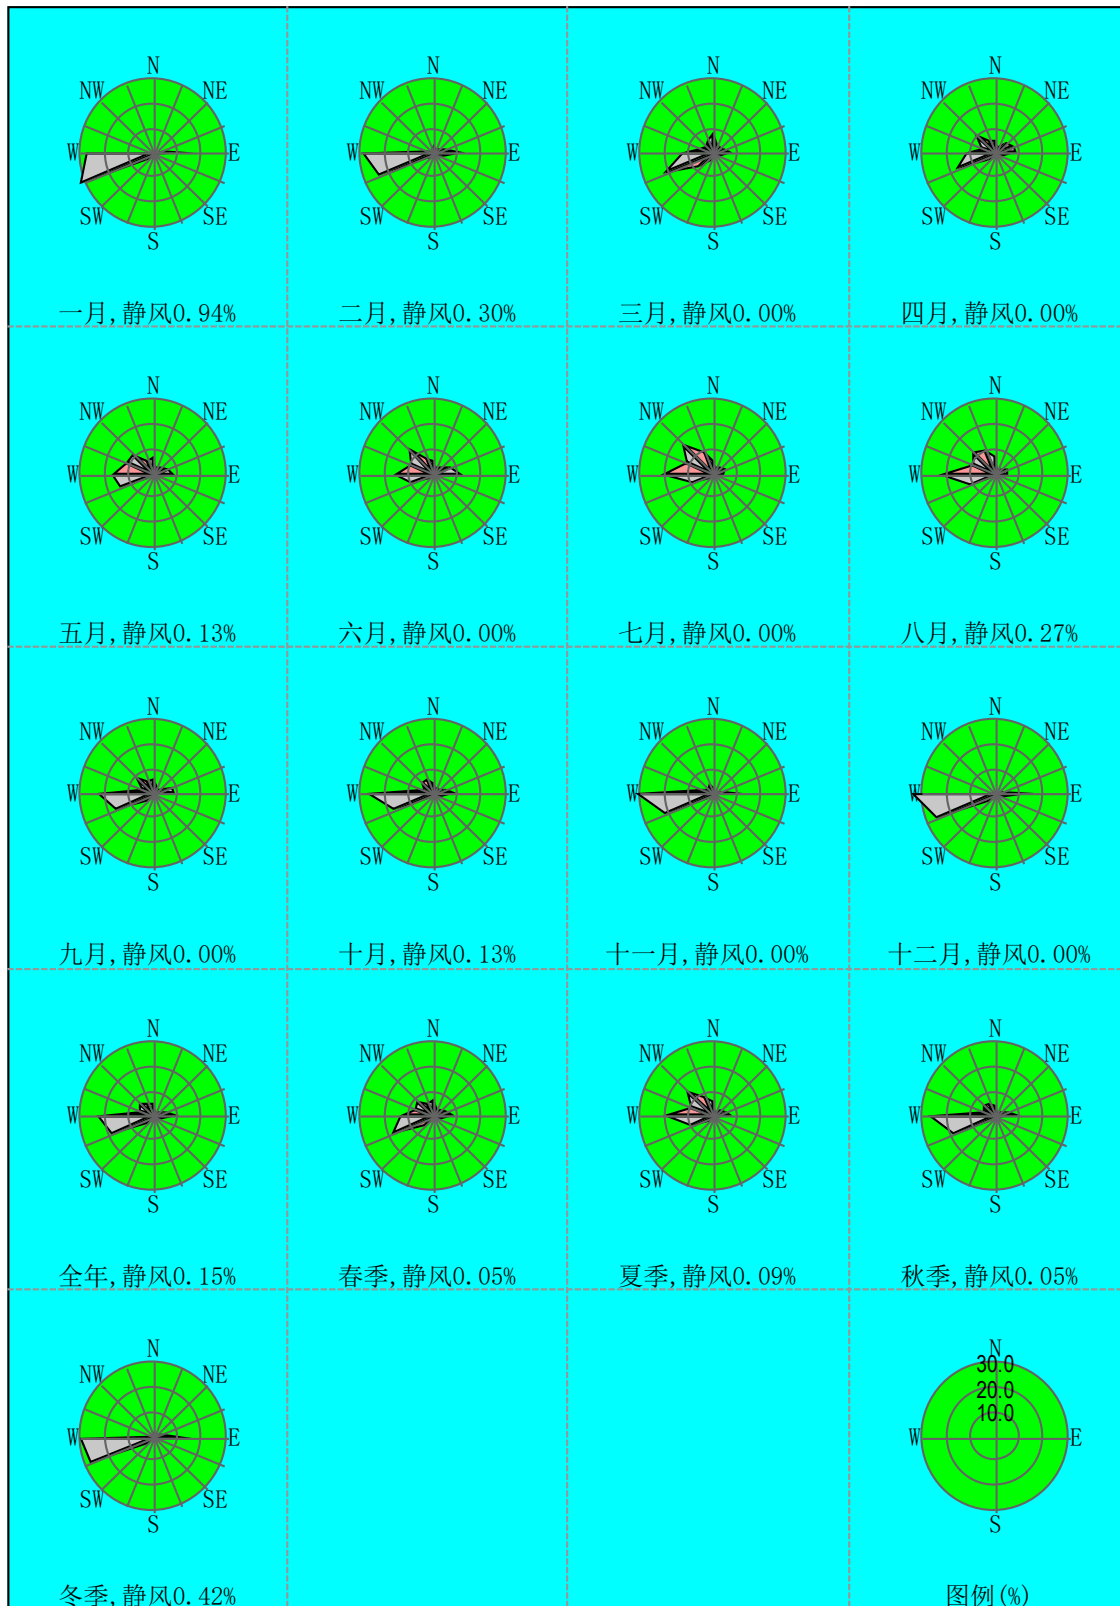 N N N N
NW NE NW NE NW NE NW NE
W E W E W E W E
SW SE SW SE SW SE SW SE
S S S S
一月,静风0.94% 二月,静风0.30% 三月,静风0.00% 四月,静风0.00%
N N N N
NW NE NW NE NW NE NW NE
W E W E W E W E
SW SE SW SE SW SE SW SE
S S S S
五月,静风0.13% 六月,静风0.00% 七月,静风0.00% 八月,静风0.27%
N N N N
NW NE NW NE NW NE NW NE
W E W E W E W E
SW SE SW SE SW SE SW SE
S S S S
九月,静风0.00% 十月,静风0.13% 十一月,静风0.00% 十二月,静风0.00%
N N N N
NW NE NW NE NW NE NW NE
W E W E W E W E
SW SE SW SE SW SE SW SE
S S S S
全年,静风0.15% 春季,静风0.05% 夏季,静风0.09% 秋季,静风0.05%
N N
30.0
NW NE
20.0
10.0
W E W E
SW SE
S S
冬季,静风0.42% 图例(%)